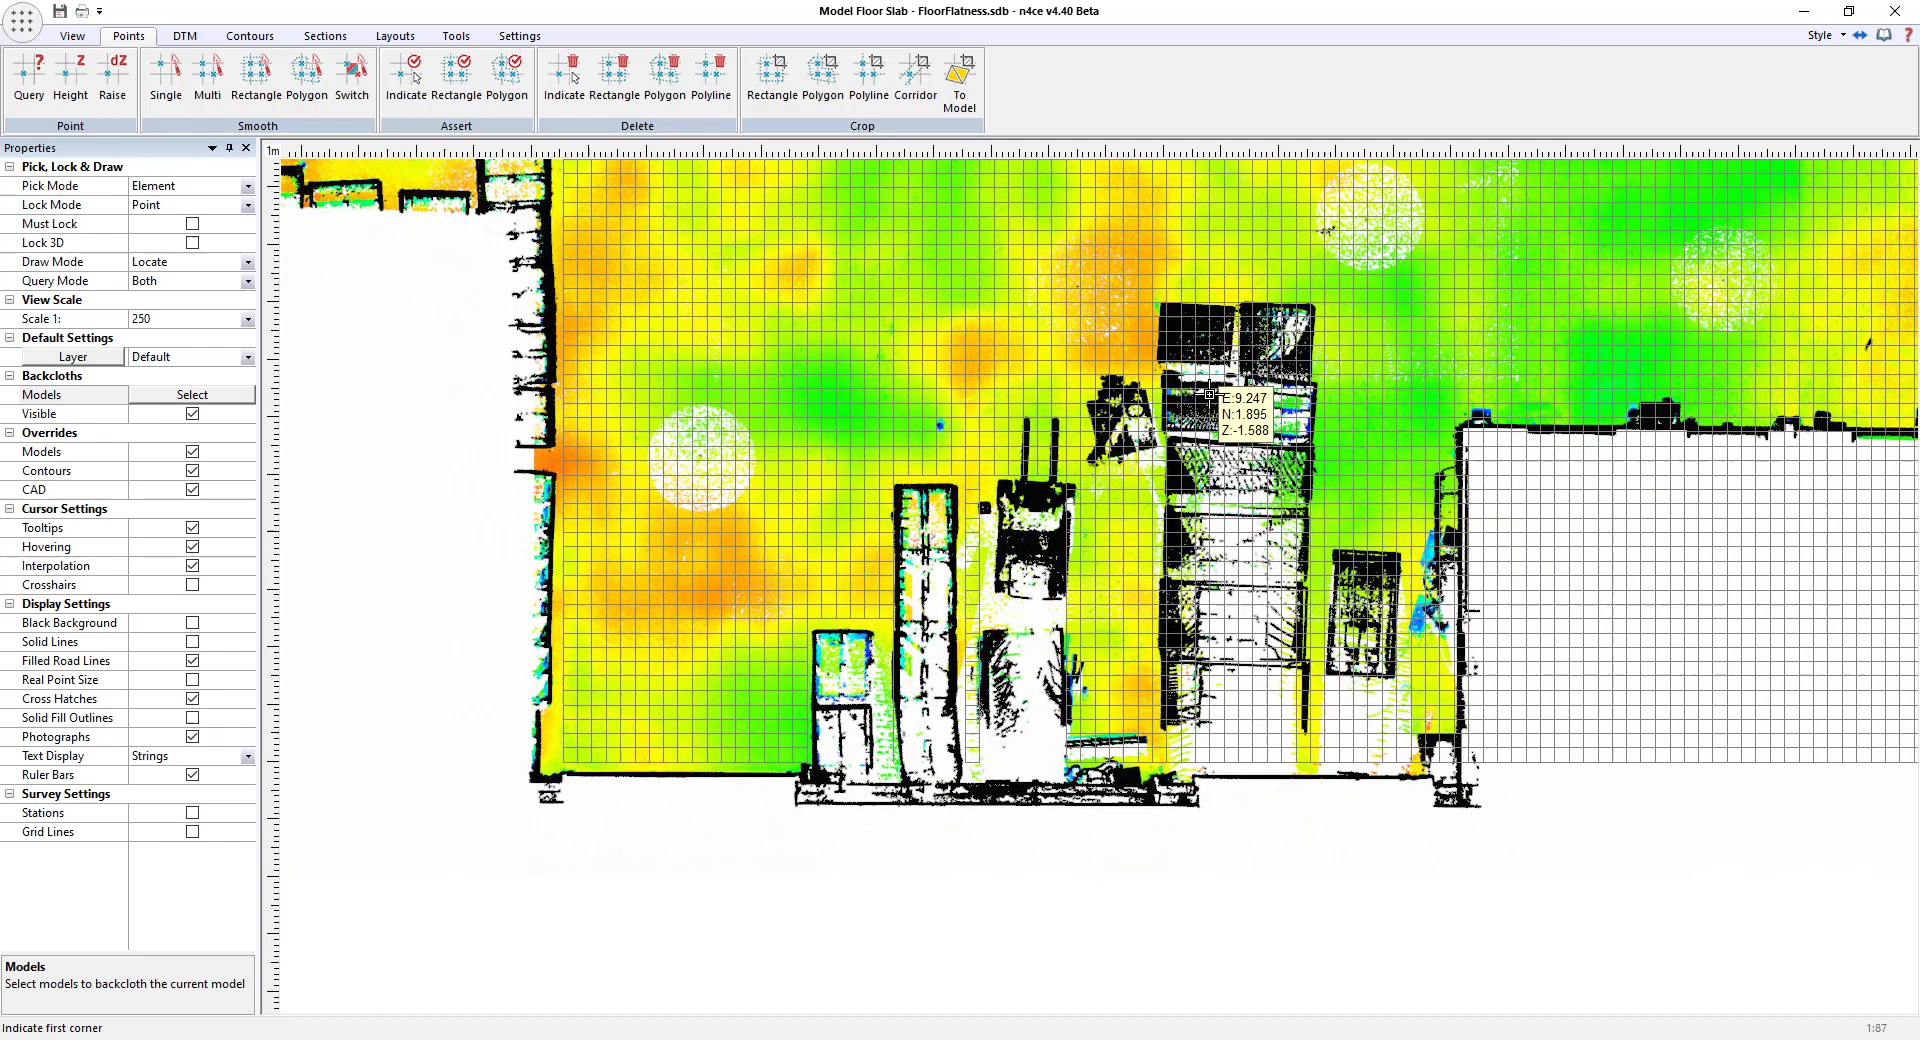 Model Floor Slab - FloorFlatness.sdb - n4ce v4.40 Beta
View Points DTM Contours Sections Layouts Tools Settings Style
Query Height Raise Single Multi Rectangle Polygon Switch Indicate Rectangle Polygon Indicate Rectangle Polygon Polyline Rectangle Polygon Polyline Corridor To
Model
Point Smooth Assert Delete Crop
Properties
1m
Pick, Lock & Draw
Pick Mode Element
Lock Mode Point
Must Lock
Lock 3D
Draw Mode Locate
Query Mode Both
View Scale
Scale 1: 250
Default Settings
Layer Default
Backcloths
Models Select
Visible
Overrides
Models
Contours
CAD
Cursor Settings
Tooltips
Hovering
Interpolation
Crosshairs
Display Settings
Black Background
Solid Lines
Filled Road Lines
Real Point Size
Cross Hatches
Solid Fill Outlines
Photographs
Text Display Strings
Ruler Bars
Survey Settings
Stations
Grid Lines
E:9.247
N:1.895
Z:-1.588
Models
Select models to backcloth the current model
Indicate first corner
1:87